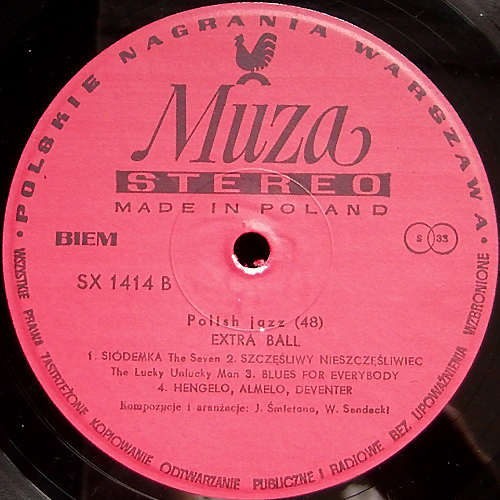 • POLSKIE NAGRANIA WARSZAWA •
Muza
STEREO
MADE IN POLAND
BIEM
S 33
SX 1414 B
Polish jazz (48)
EXTRA BALL
1. SIÓDEMKA The Seven 2. SZCZĘŚLIWY NIESZCZĘŚLIWIEC
The Lucky Unlucky Man 3. BLUES FOR EVERYBODY
4. HENGELO, ALMELO, DEVENTER
Kompozycje i aranżacje: J. Śmietana, W. Sendecki
WSZYSTKIE PRAWA ZASTRZEŻONE KOPIOWANIE ODTWARZANIE PUBLICZNE I RADIOWE BEZ UPOWAŻNIENIA WZBRONIONE